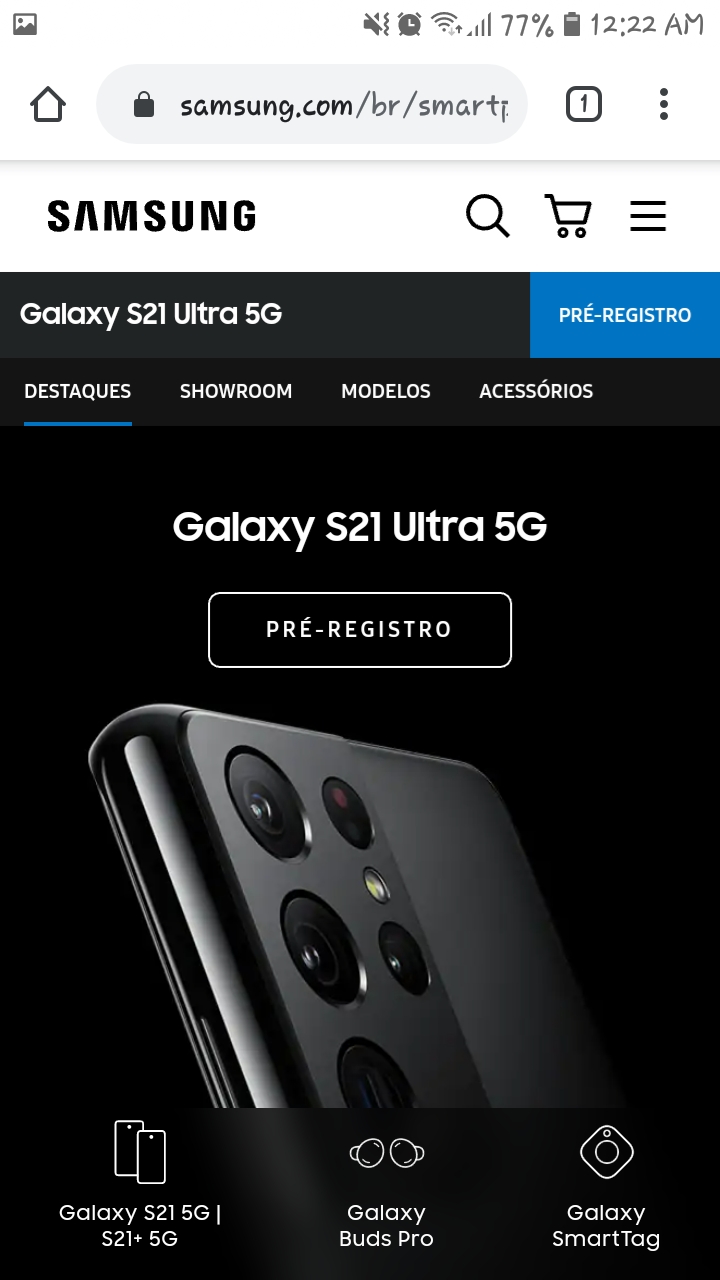 77% 12:22 AM
samsung.com/br/smart
1
SAMSUNG
Galaxy S21 Ultra 5G
PRÉ-REGISTRO
DESTAQUES SHOWROOM MODELOS ACESSÓRIOS
Galaxy S21 Ultra 5G
PRÉ-REGISTRO
Galaxy S21 5G |
S21+ 5G
Galaxy
Buds Pro
Galaxy
SmartTag